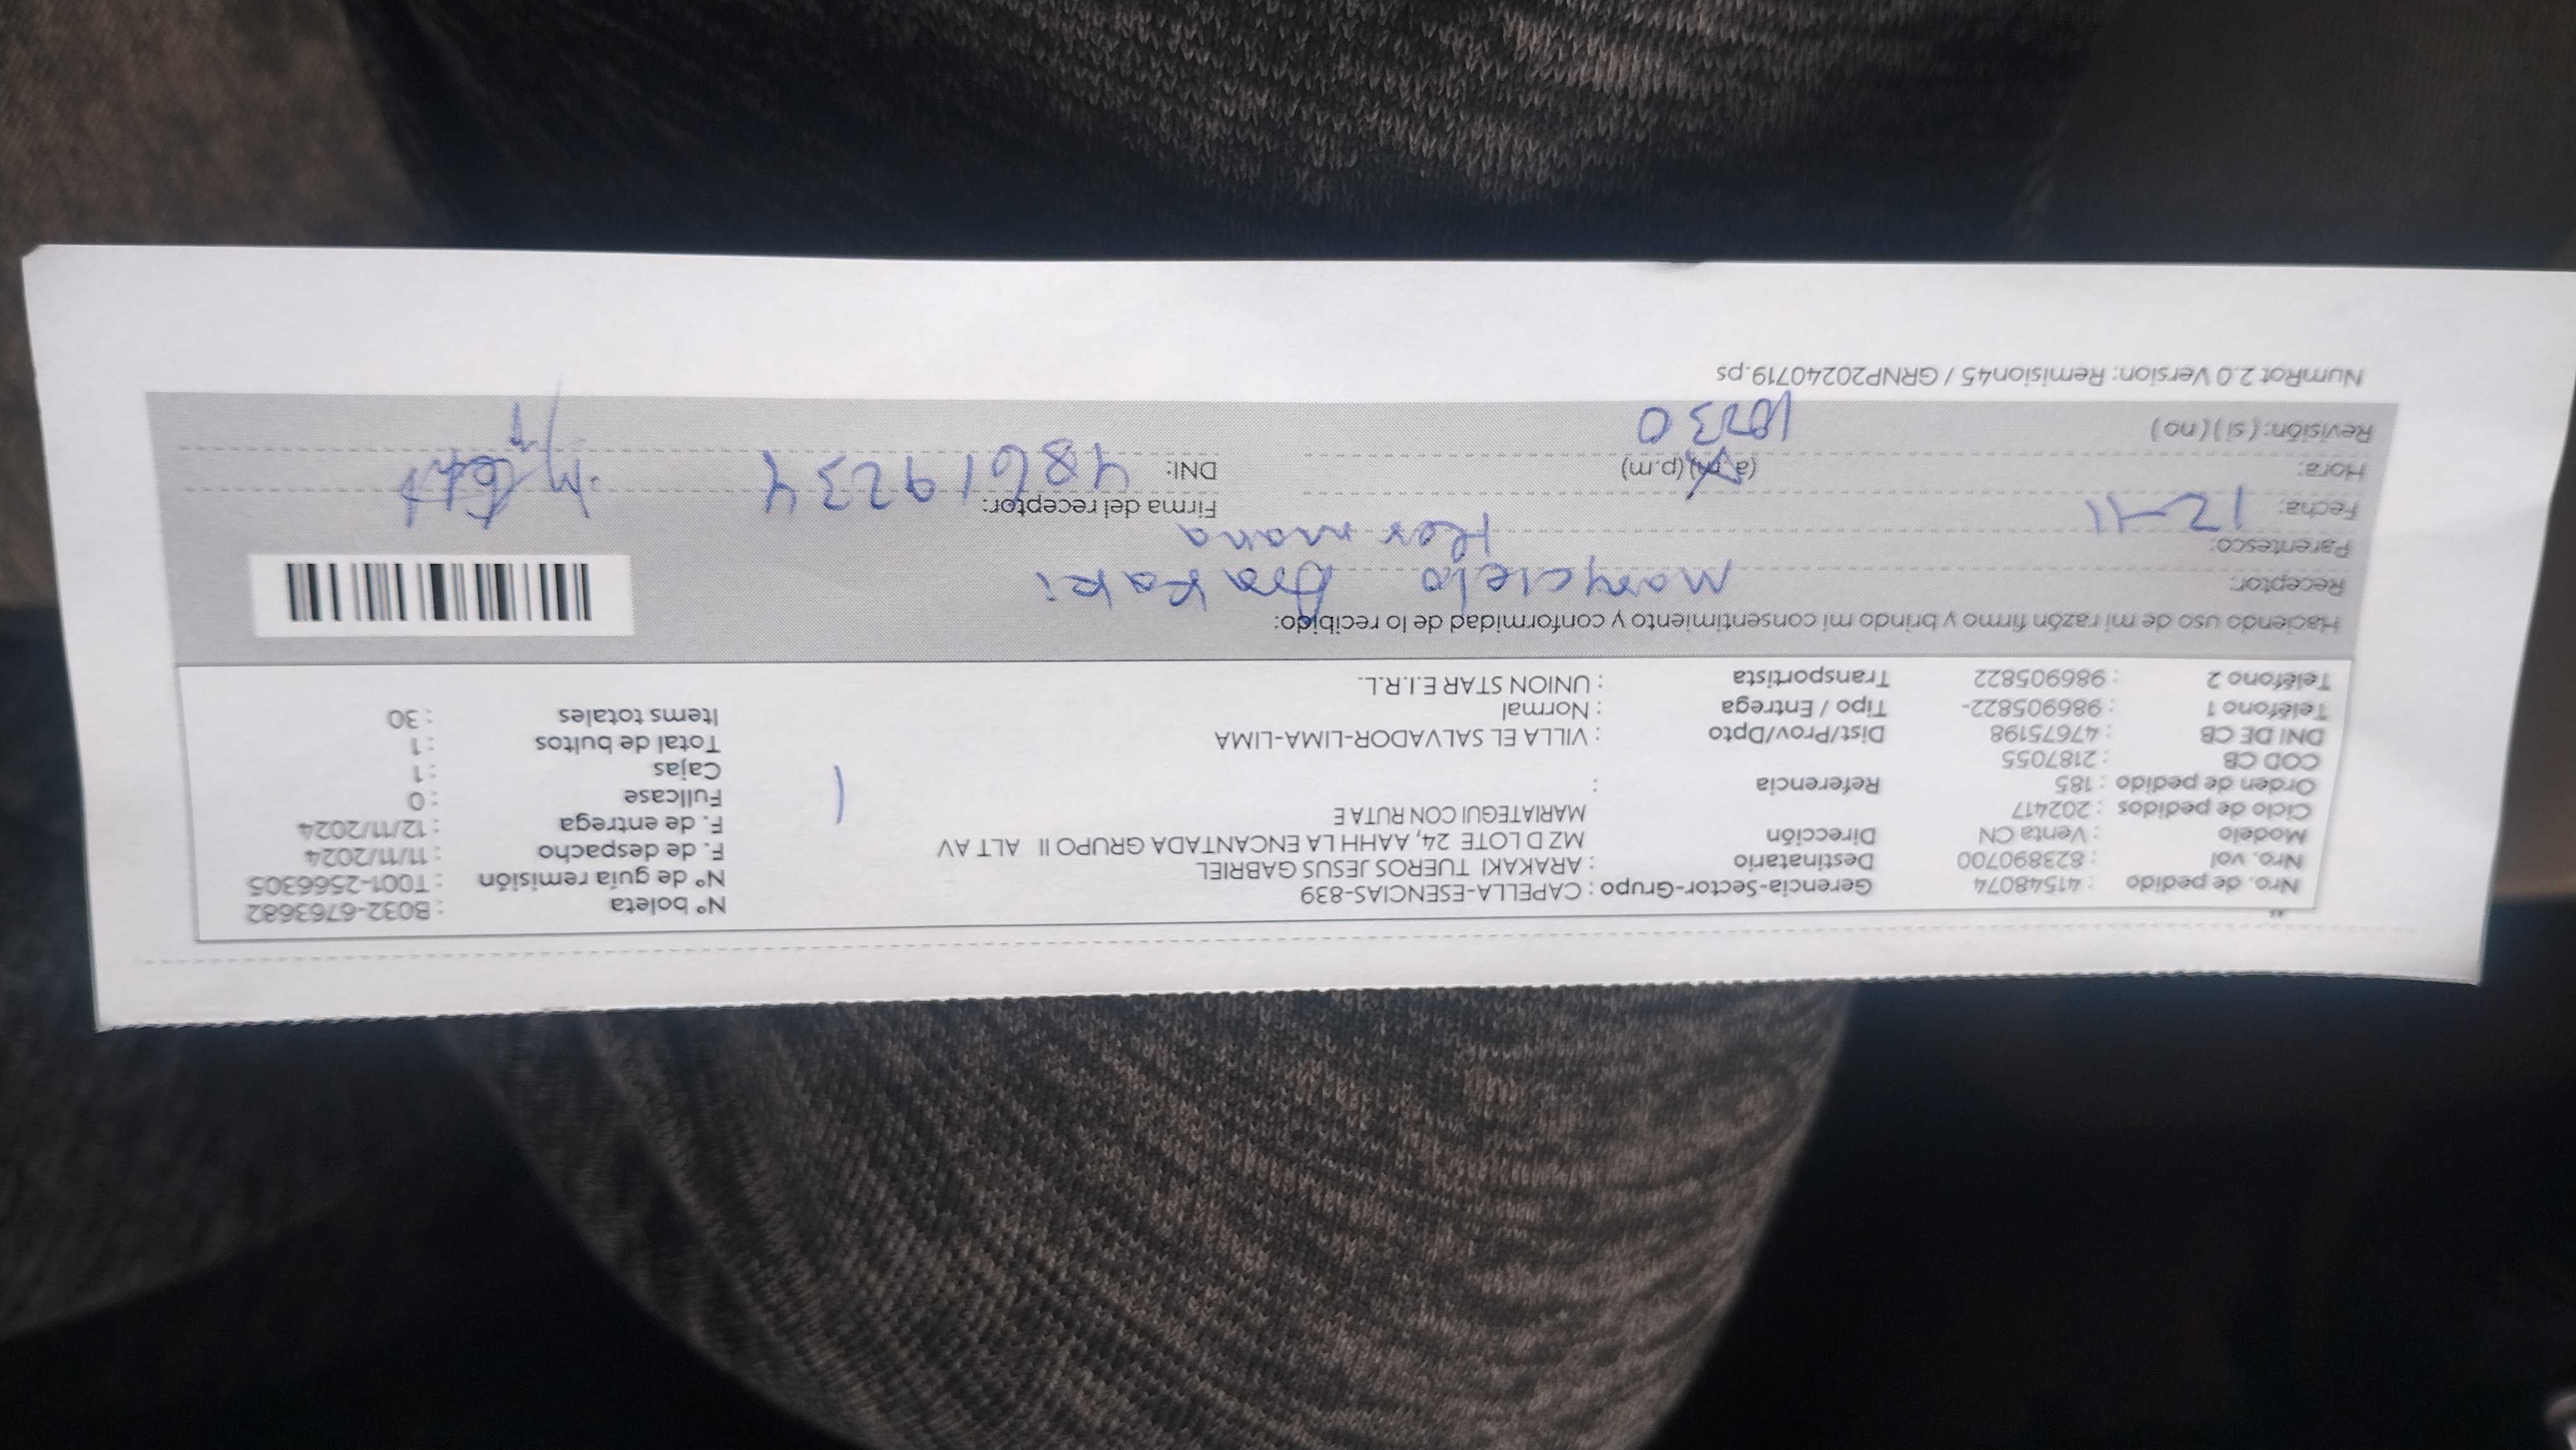 Nro. de pedido : 41548074 Gerencia-Sector-Grupo : CAPELLA-ESENCIAS-839 N° boleta : B032-6763682
Nro. vol : 823890700 Destinatario : ARAKAKI TUEROS JESUS GABRIEL N° de guía remisión : T001-2566305
Modelo : Venta CN Dirección MZ D LOTE 24, AAHH LA ENCANTADA GRUPO II ALT AV F. de despacho : 11/11/2024
Ciclo de pedidos : 202417 MARIATEGUI CON RUTA E F. de entrega : 12/11/2024
Orden de pedido : 185 Referencia : Fullcase : 0
COD CB : 2187055 Cajas : 1
DNI DE CB : 47675198 Dist/Prov/Dpto : VILLA EL SALVADOR-LIMA-LIMA Total de bultos : 1
Teléfono 1 : 986905822- Tipo / Entrega : Normal Items totales : 30
Teléfono 2 : 986905822 Transportista : UNION STAR E.I.R.L.
1
Haciendo uso de mi razón firmo y brindo mi consentimiento y conformidad de lo recibido:
Receptor: Marycielo Arakaki
Parentesco: Hermana
Fecha: 12-11 Firma del receptor:
Hora: (a.m) (p.m) DNI: 48619234
Revisión: ( si ) ( no )
NumRot 2.0 Version: Remision45 / GRNP20240719.ps